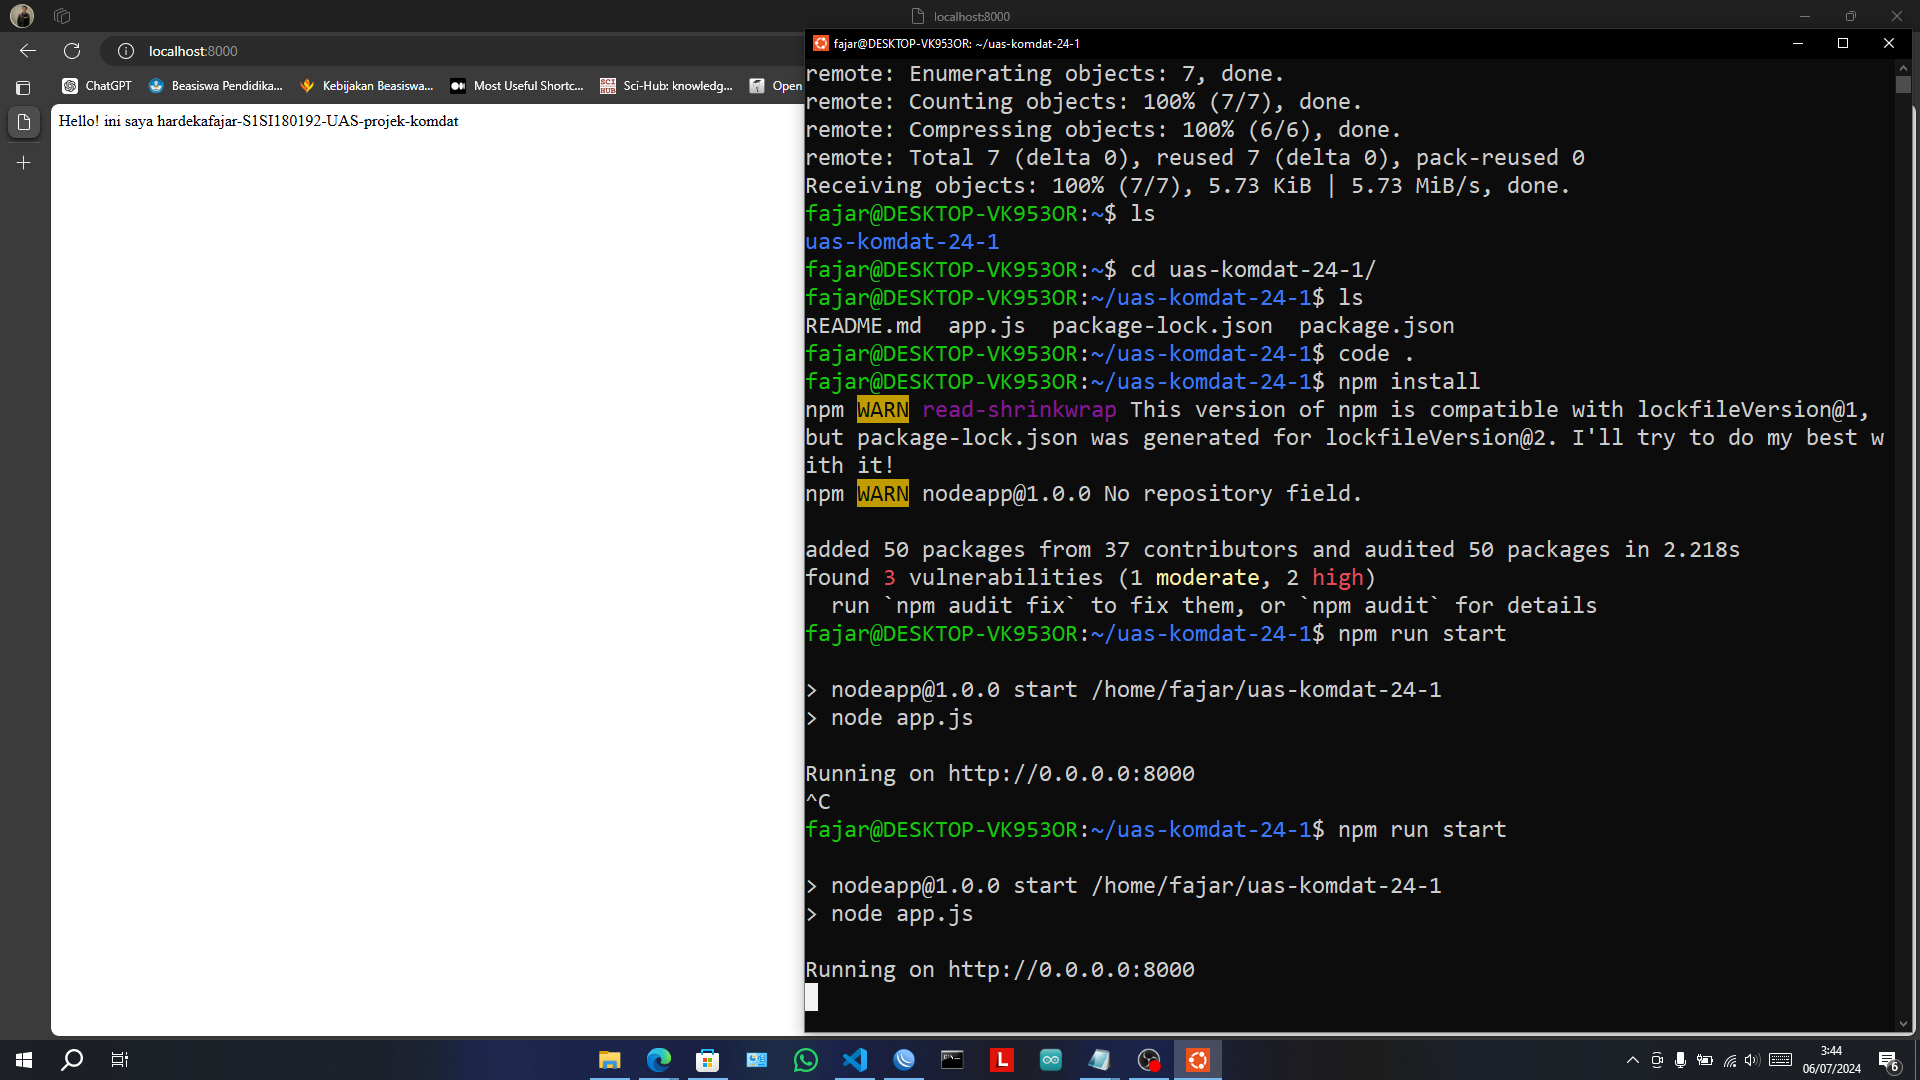 localhost:8000
localhost:8000
ChatGPT
Beasiswa Pendidika...
Kebijakan Beasiswa...
Most Useful Shortc...
SCI HUB
Sci-Hub: knowledg...
Open
Hello! ini saya hardekafajar-S1SI180192-UAS-projek-komdat
fajar@DESKTOP-VK953OR: ~/uas-komdat-24-1
remote: Enumerating objects: 7, done.
remote: Counting objects: 100% (7/7), done.
remote: Compressing objects: 100% (6/6), done.
remote: Total 7 (delta 0), reused 7 (delta 0), pack-reused 0
Receiving objects: 100% (7/7), 5.73 KiB | 5.73 MiB/s, done.
fajar@DESKTOP-VK953OR:~$ ls
uas-komdat-24-1
fajar@DESKTOP-VK953OR:~$ cd uas-komdat-24-1/
fajar@DESKTOP-VK953OR:~/uas-komdat-24-1$ ls
README.md  app.js  package-lock.json  package.json
fajar@DESKTOP-VK953OR:~/uas-komdat-24-1$ code .
fajar@DESKTOP-VK953OR:~/uas-komdat-24-1$ npm install
npm WARN read-shrinkwrap This version of npm is compatible with lockfileVersion@1,
but package-lock.json was generated for lockfileVersion@2. I'll try to do my best w
ith it!
npm WARN nodeapp@1.0.0 No repository field.
added 50 packages from 37 contributors and audited 50 packages in 2.218s
found 3 vulnerabilities (1 moderate, 2 high)
  run `npm audit fix` to fix them, or `npm audit` for details
fajar@DESKTOP-VK953OR:~/uas-komdat-24-1$ npm run start
> nodeapp@1.0.0 start /home/fajar/uas-komdat-24-1
> node app.js
Running on http://0.0.0.0:8000
^C
fajar@DESKTOP-VK953OR:~/uas-komdat-24-1$ npm run start
> nodeapp@1.0.0 start /home/fajar/uas-komdat-24-1
> node app.js
Running on http://0.0.0.0:8000
L
3:44
06/07/2024
6